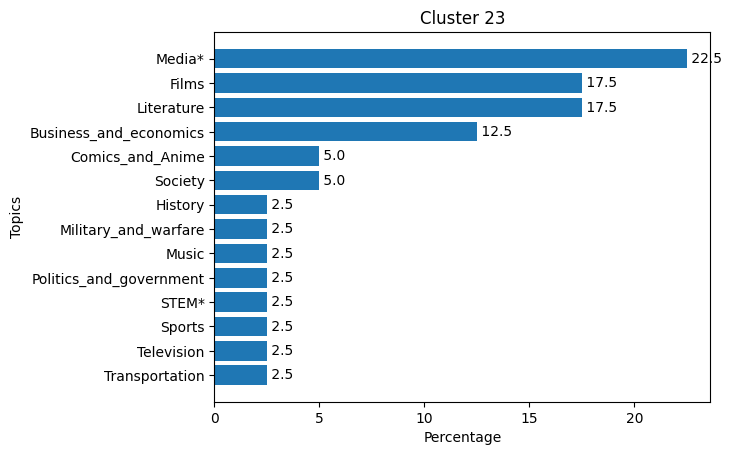 Cluster 23
Media* 22.5
Films 17.5
Literature 17.5
Business_and_economics 12.5
Comics_and_Anime 5.0
Society 5.0
History 2.5
Military_and_warfare 2.5
Music 2.5
Politics_and_government 2.5
STEM* 2.5
Sports 2.5
Television 2.5
Transportation 2.5
Topics
0 5 10 15 20
Percentage